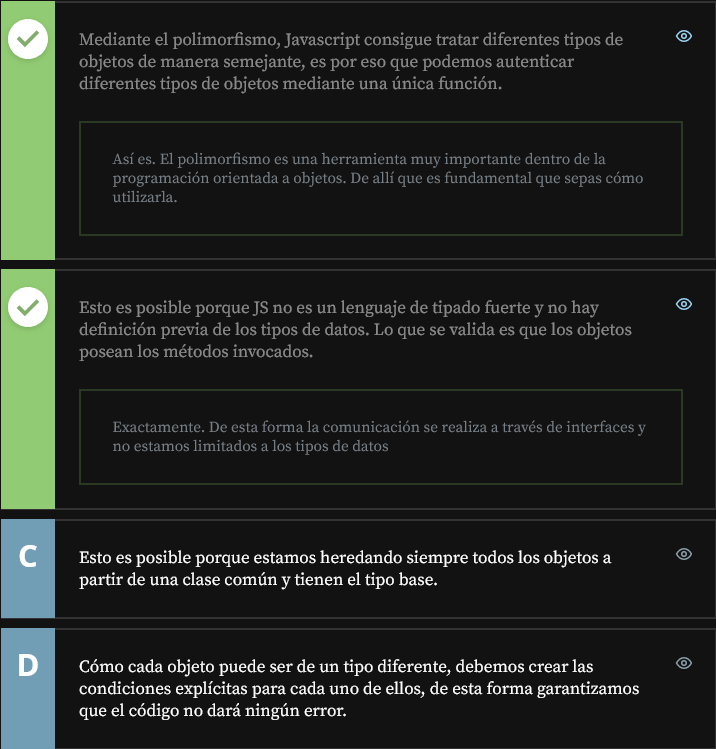 Mediante el polimorfismo, Javascript consigue tratar diferentes tipos de
objetos de manera semejante, es por eso que podemos autenticar
diferentes tipos de objetos mediante una única función.
Así es. El polimorfismo es una herramienta muy importante dentro de la
programación orientada a objetos. De allí que es fundamental que sepas cómo
utilizarla.
Esto es posible porque JS no es un lenguaje de tipado fuerte y no hay
definición previa de los tipos de datos. Lo que se valida es que los objetos
posean los métodos invocados.
Exactamente. De esta forma la comunicación se realiza a través de interfaces y
no estamos limitados a los tipos de datos
C
Esto es posible porque estamos heredando siempre todos los objetos a
partir de una clase común y tienen el tipo base.
D
Cómo cada objeto puede ser de un tipo diferente, debemos crear las
condiciones explícitas para cada uno de ellos, de esta forma garantizamos
que el código no dará ningún error.